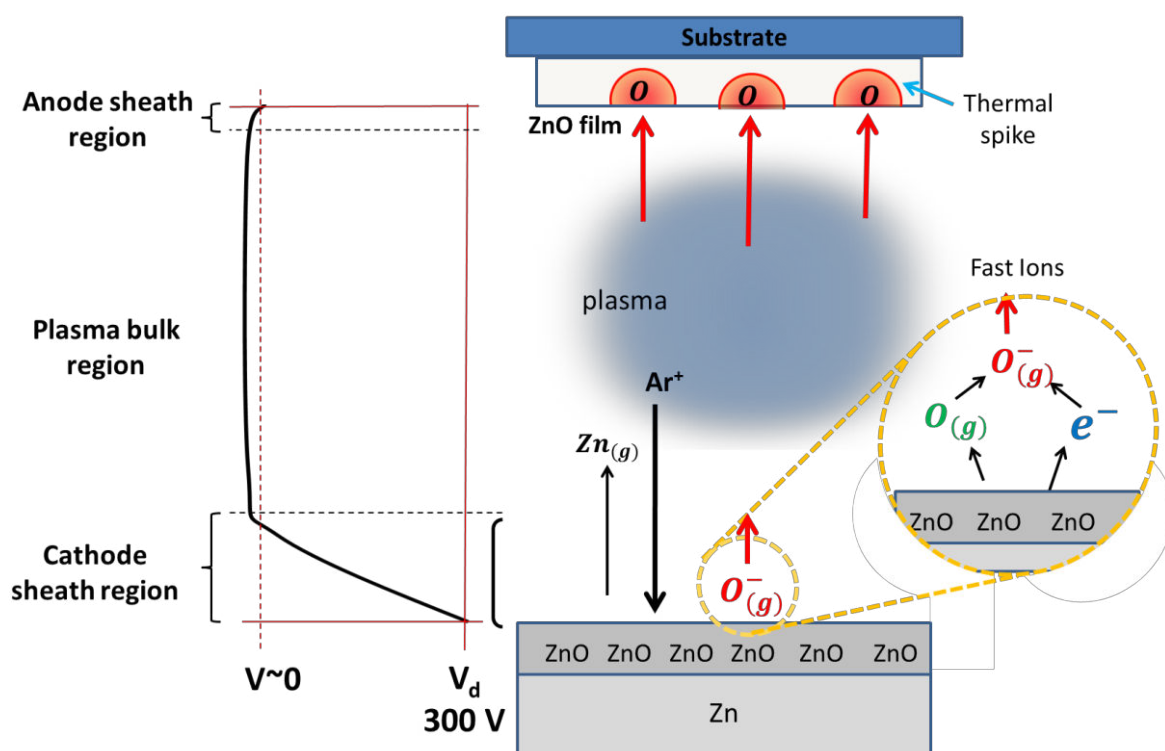 Substrate
O O O
Anode sheath
region
Thermal
spike
ZnO film
Fast Ions
plasma
Plasma bulk
region
O⁻(g)
Ar⁺
O(g) e⁻
Zn(g)
ZnO ZnO ZnO
Cathode
sheath region
O⁻(g)
ZnO ZnO ZnO ZnO ZnO ZnO
V~0 Vd
300 V
Zn